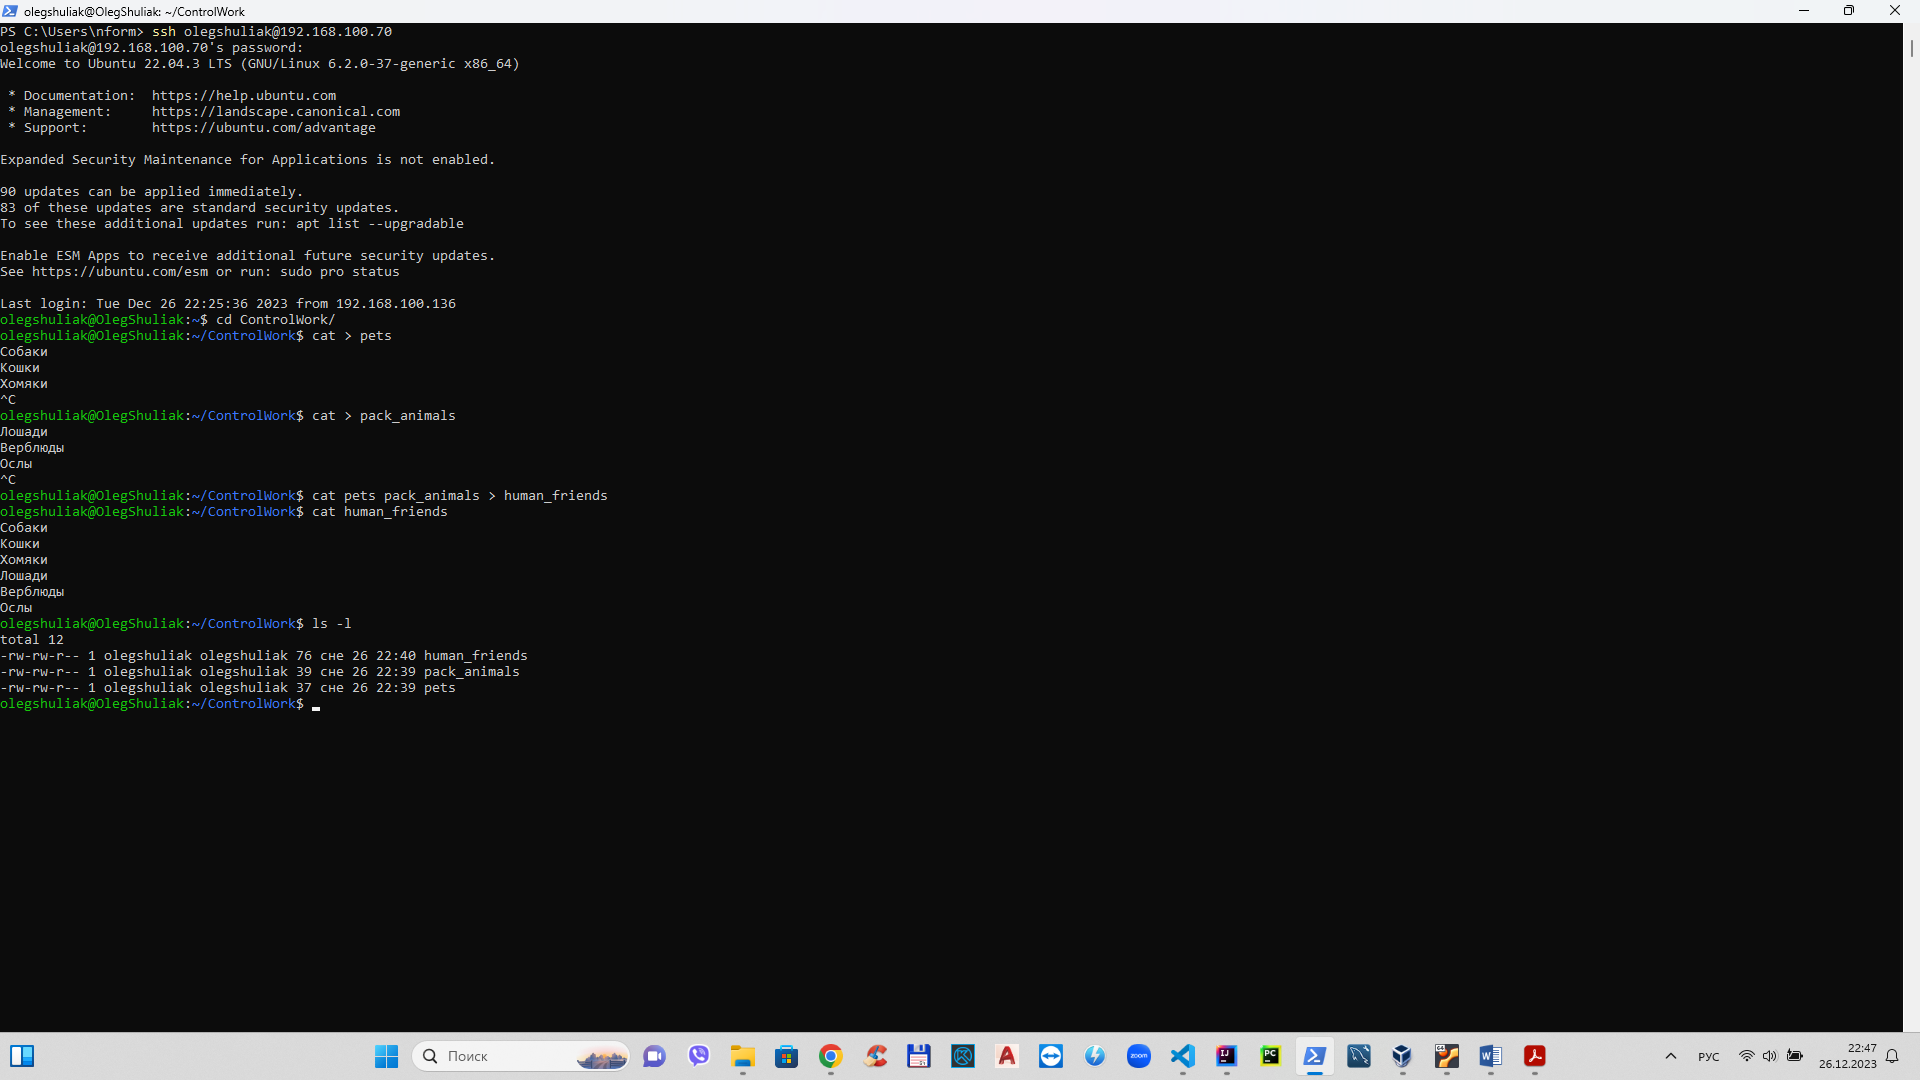 olegshuliak@OlegShuliak: ~/ControlWork
PS C:\Users\nform> ssh olegshuliak@192.168.100.70
olegshuliak@192.168.100.70's password:
Welcome to Ubuntu 22.04.3 LTS (GNU/Linux 6.2.0-37-generic x86_64)
* Documentation:  https://help.ubuntu.com
* Management:     https://landscape.canonical.com
* Support:        https://ubuntu.com/advantage
Expanded Security Maintenance for Applications is not enabled.
90 updates can be applied immediately.
83 of these updates are standard security updates.
To see these additional updates run: apt list --upgradable
Enable ESM Apps to receive additional future security updates.
See https://ubuntu.com/esm or run: sudo pro status
Last login: Tue Dec 26 22:25:36 2023 from 192.168.100.136
olegshuliak@OlegShuliak:~$ cd ControlWork/
olegshuliak@OlegShuliak:~/ControlWork$ cat > pets
Собаки
Кошки
Хомяки
^C
olegshuliak@OlegShuliak:~/ControlWork$ cat > pack_animals
Лошади
Верблюды
Ослы
^C
olegshuliak@OlegShuliak:~/ControlWork$ cat pets pack_animals > human_friends
olegshuliak@OlegShuliak:~/ControlWork$ cat human_friends
Собаки
Кошки
Хомяки
Лошади
Верблюды
Ослы
olegshuliak@OlegShuliak:~/ControlWork$ ls -l
total 12
-rw-rw-r-- 1 olegshuliak olegshuliak 76 сне 26 22:40 human_friends
-rw-rw-r-- 1 olegshuliak olegshuliak 39 сне 26 22:39 pack_animals
-rw-rw-r-- 1 olegshuliak olegshuliak 37 сне 26 22:39 pets
olegshuliak@OlegShuliak:~/ControlWork$
Поиск
zoom
IJ
PC
РУС
22:47
26.12.2023